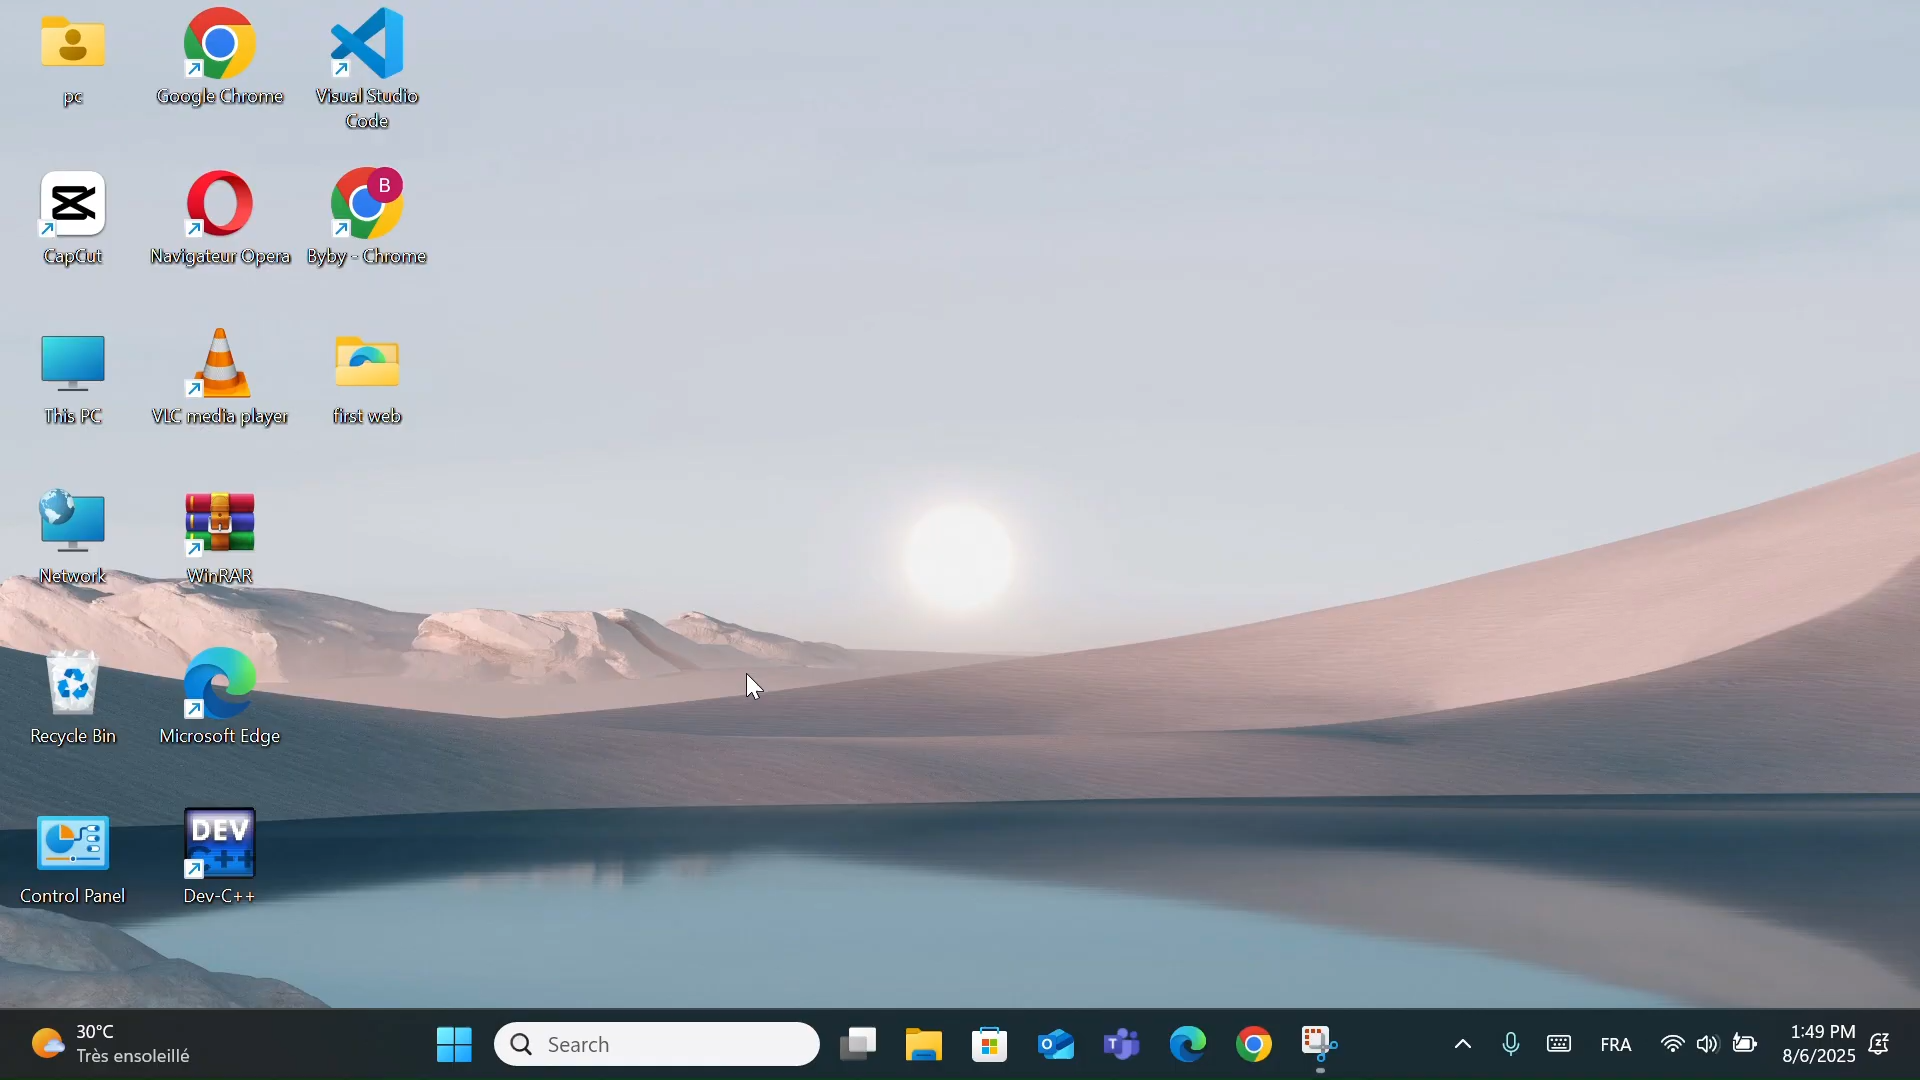 pc
Google Chrome
Visual Studio
Code
B
CapCut
Navigateur Opera
Byby - Chrome
This PC
VLC media player
first web
Network
WinRAR
Recycle Bin
Microsoft Edge
DEV
C++
Control Panel
Dev-C++
30°C
Très ensoleillé
Search
FRA
1:49 PM
8/6/2025